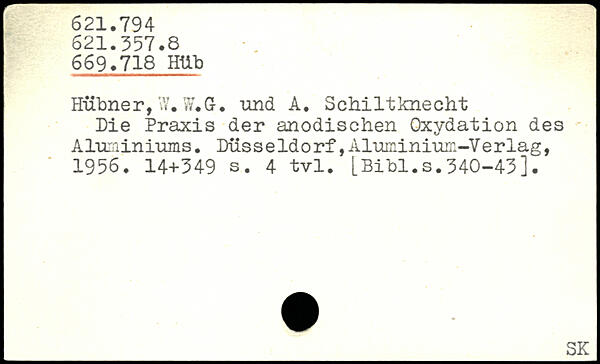 621.794
621.357.8
669.718 Hüb
Hübner,W.W.G. und A. Schiltknecht
Die Praxis der anodischen Oxydation des
Aluminiums. Düsseldorf,Aluminium-Verlag,
1956. 14+349 s. 4 tvl. [Bibl.s.340-43].
SK